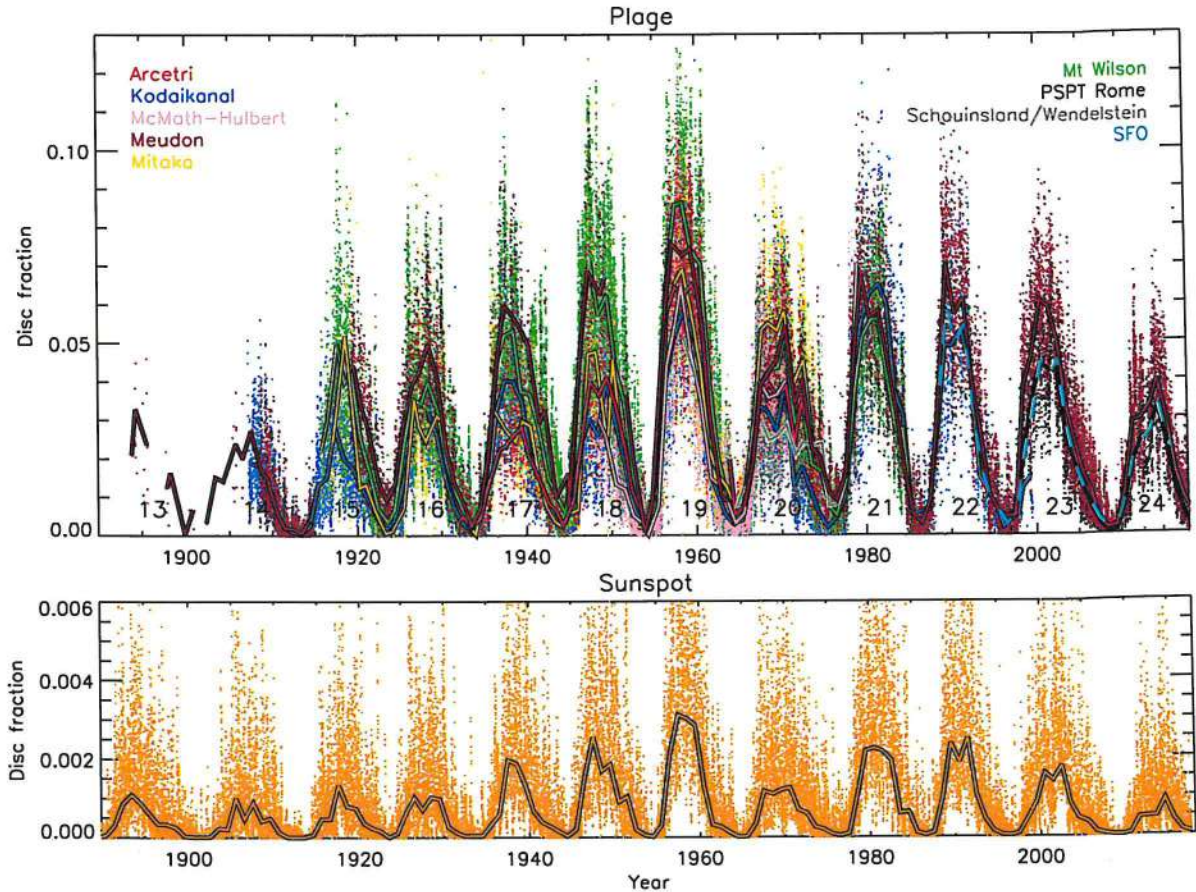 Plage
Arcetri
Kodaikanal
McMath-Hulbert
Meudon
Mitaka
Mt Wilson
PSPT Rome
Schouinsland/Wendelstein
SFO
Disc fraction
0.10
0.05
0.00
13 14 15 16 17 18 19 20 21 22 23 24
1900 1920 1940 1960 1980 2000
Sunspot
Disc fraction
0.006
0.004
0.002
0.000
1900 1920 1940 1960 1980 2000
Year